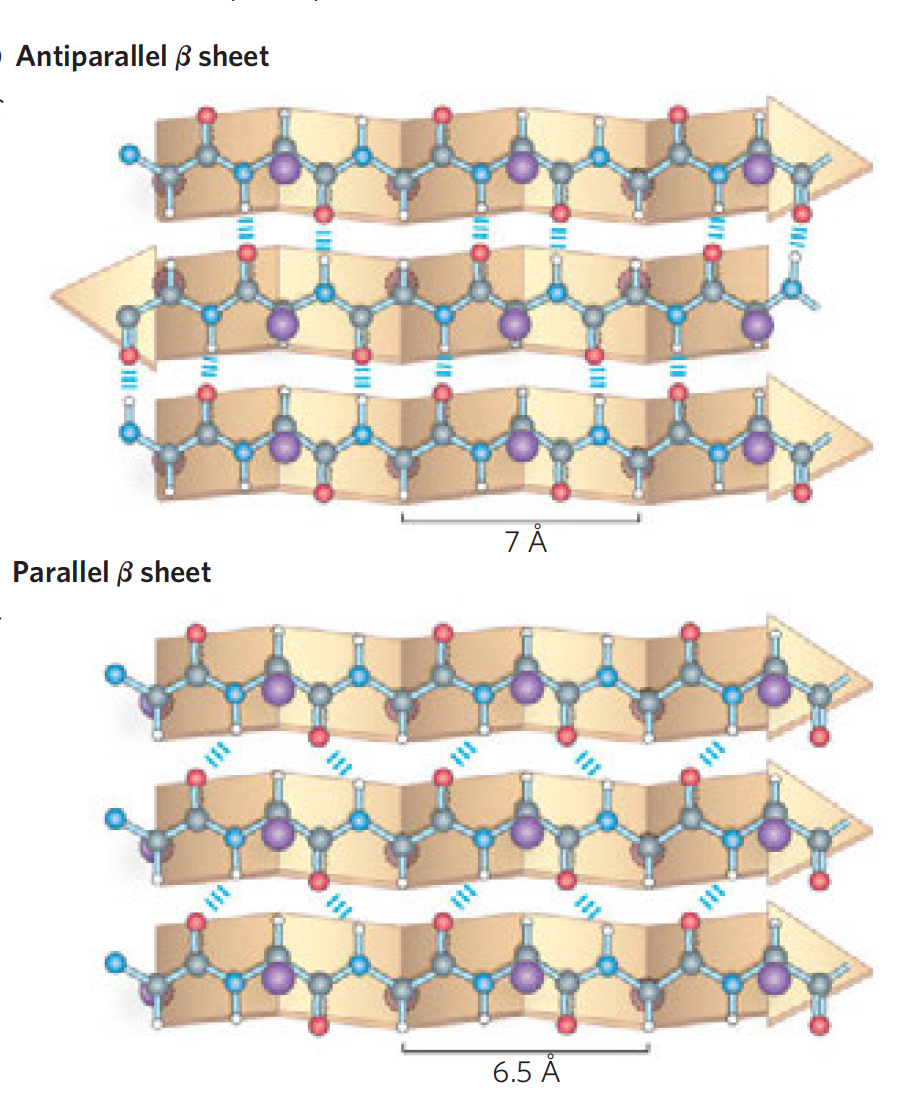 Antiparallel β sheet
7 Å
Parallel β sheet
6.5 Å